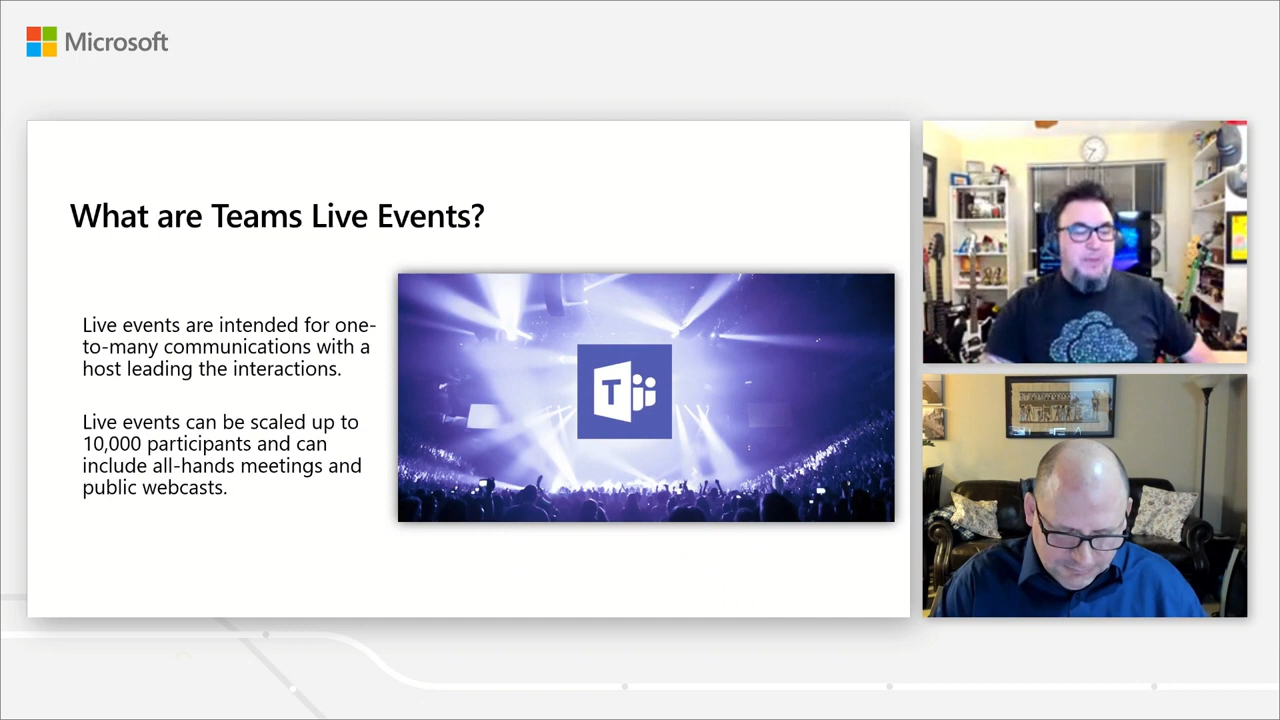 Microsoft
What are Teams Live Events?
Live events are intended for one-
to-many communications with a
host leading the interactions.
Live events can be scaled up to
10,000 participants and can
include all-hands meetings and
public webcasts.
T